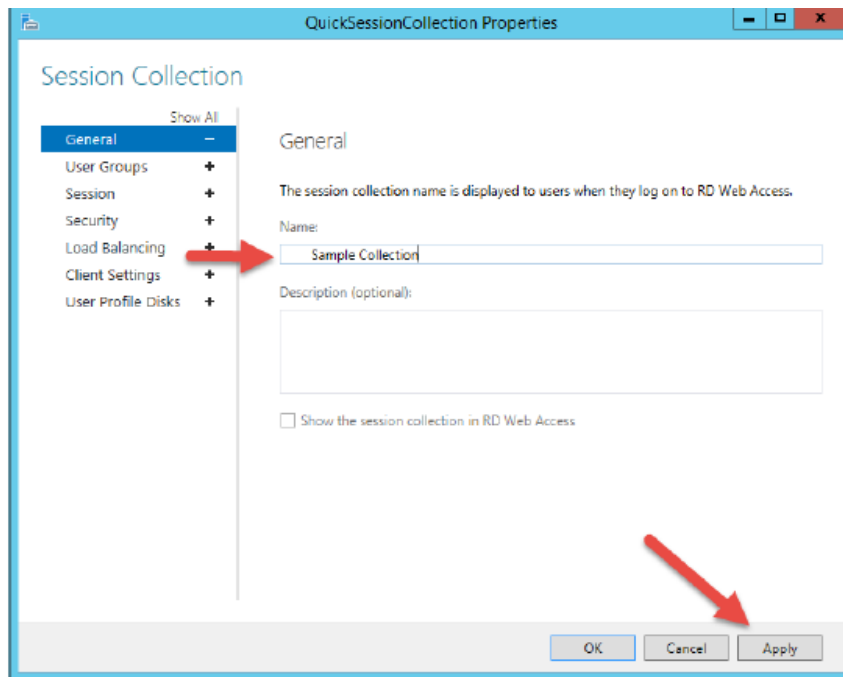 QuickSessionCollection Properties
Session Collection
Show All
General
User Groups
Session
Security
Load Balancing
Client Settings
User Profile Disks
General
The session collection name is displayed to users when they log on to RD Web Access.
Name:
Sample Collection
Description (optional):
Show the session collection in RD Web Access
OK Cancel Apply